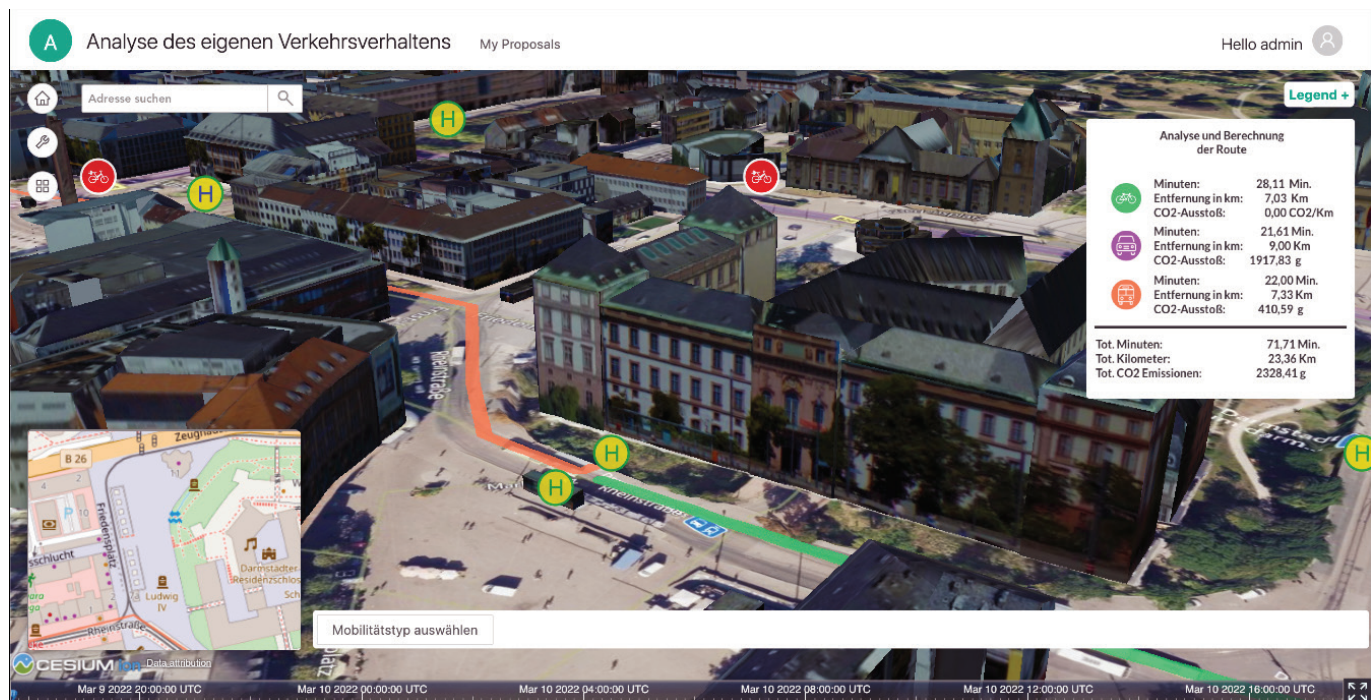 A
Analyse des eigenen Verkehrsverhaltens
My Proposals
Hello admin
Adresse suchen
Legend +
H
H
Analyse und Berechnung
der Route
Minuten: 28,11 Min.
Entfernung in km: 7,03 Km
CO2-Ausstoß: 0,00 CO2/Km
Minuten: 21,61 Min.
Entfernung in km: 9,00 Km
CO2-Ausstoß: 1917,83 g
Minuten: 22,00 Min.
Entfernung in km: 7,33 Km
CO2-Ausstoß: 410,59 g
Tot. Minuten: 71,71 Min.
Tot. Kilometer: 23,36 Km
Tot. CO2 Emissionen: 2328,41 g
Rheinstraße
H
H
H
Rheinstraße
B 26
P
Friedensplatz
Darmstädter
Residenzschlos
Ludwig
IV
Rheinstraße
Mobilitätstyp auswählen
platz
CESIUM ion
Data attribution
Mar 9 2022 20:00:00 UTC
Mar 10 2022 00:00:00 UTC
Mar 10 2022 04:00:00 UTC
Mar 10 2022 08:00:00 UTC
Mar 10 2022 12:00:00 UTC
Mar 10 2022 16:00:00 UTC